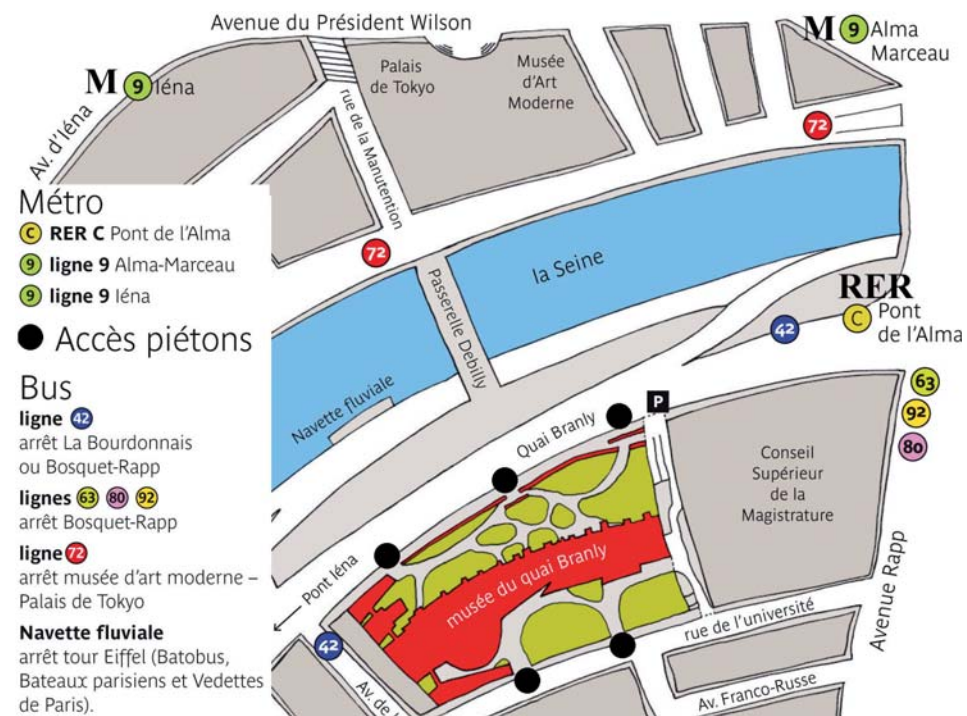 Avenue du Président Wilson
M 9 Iéna
M 9 Alma
Marceau
Palais
de Tokyo
Musée
d'Art
Moderne
Av. d'Iéna
rue de la Manutention
72
72
Métro
C RER C Pont de l'Alma
9 ligne 9 Alma-Marceau
9 ligne 9 Iéna
Accès piétons
Bus
ligne 42
arrêt La Bourdonnais
ou Bosquet-Rapp
lignes 63 80 92
arrêt Bosquet-Rapp
ligne 72
arrêt musée d'art moderne –
Palais de Tokyo
Navette fluviale
arrêt tour Eiffel (Batobus,
Bateaux parisiens et Vedettes
de Paris).
la Seine
Passerelle Debilly
Navette fluviale
RER
C Pont
de l'Alma
42
63
92
80
P
Quai Branly
Conseil
Supérieur
de la
Magistrature
Pont Iéna
musée du quai Branly
42
rue de l'université
Avenue Rapp
Av. Franco-Russe
Av. de